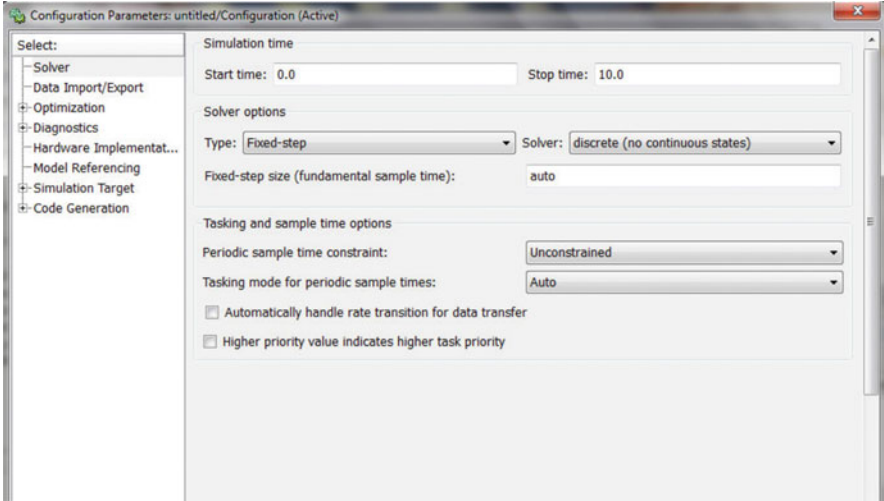 Configuration Parameters: untitled/Configuration (Active)
Select:
Solver
Data Import/Export
Optimization
Diagnostics
Hardware Implementat...
Model Referencing
Simulation Target
Code Generation
Simulation time
Start time: 0.0 Stop time: 10.0
Solver options
Type: Fixed-step Solver: discrete (no continuous states)
Fixed-step size (fundamental sample time): auto
Tasking and sample time options
Periodic sample time constraint: Unconstrained
Tasking mode for periodic sample times: Auto
Automatically handle rate transition for data transfer
Higher priority value indicates higher task priority